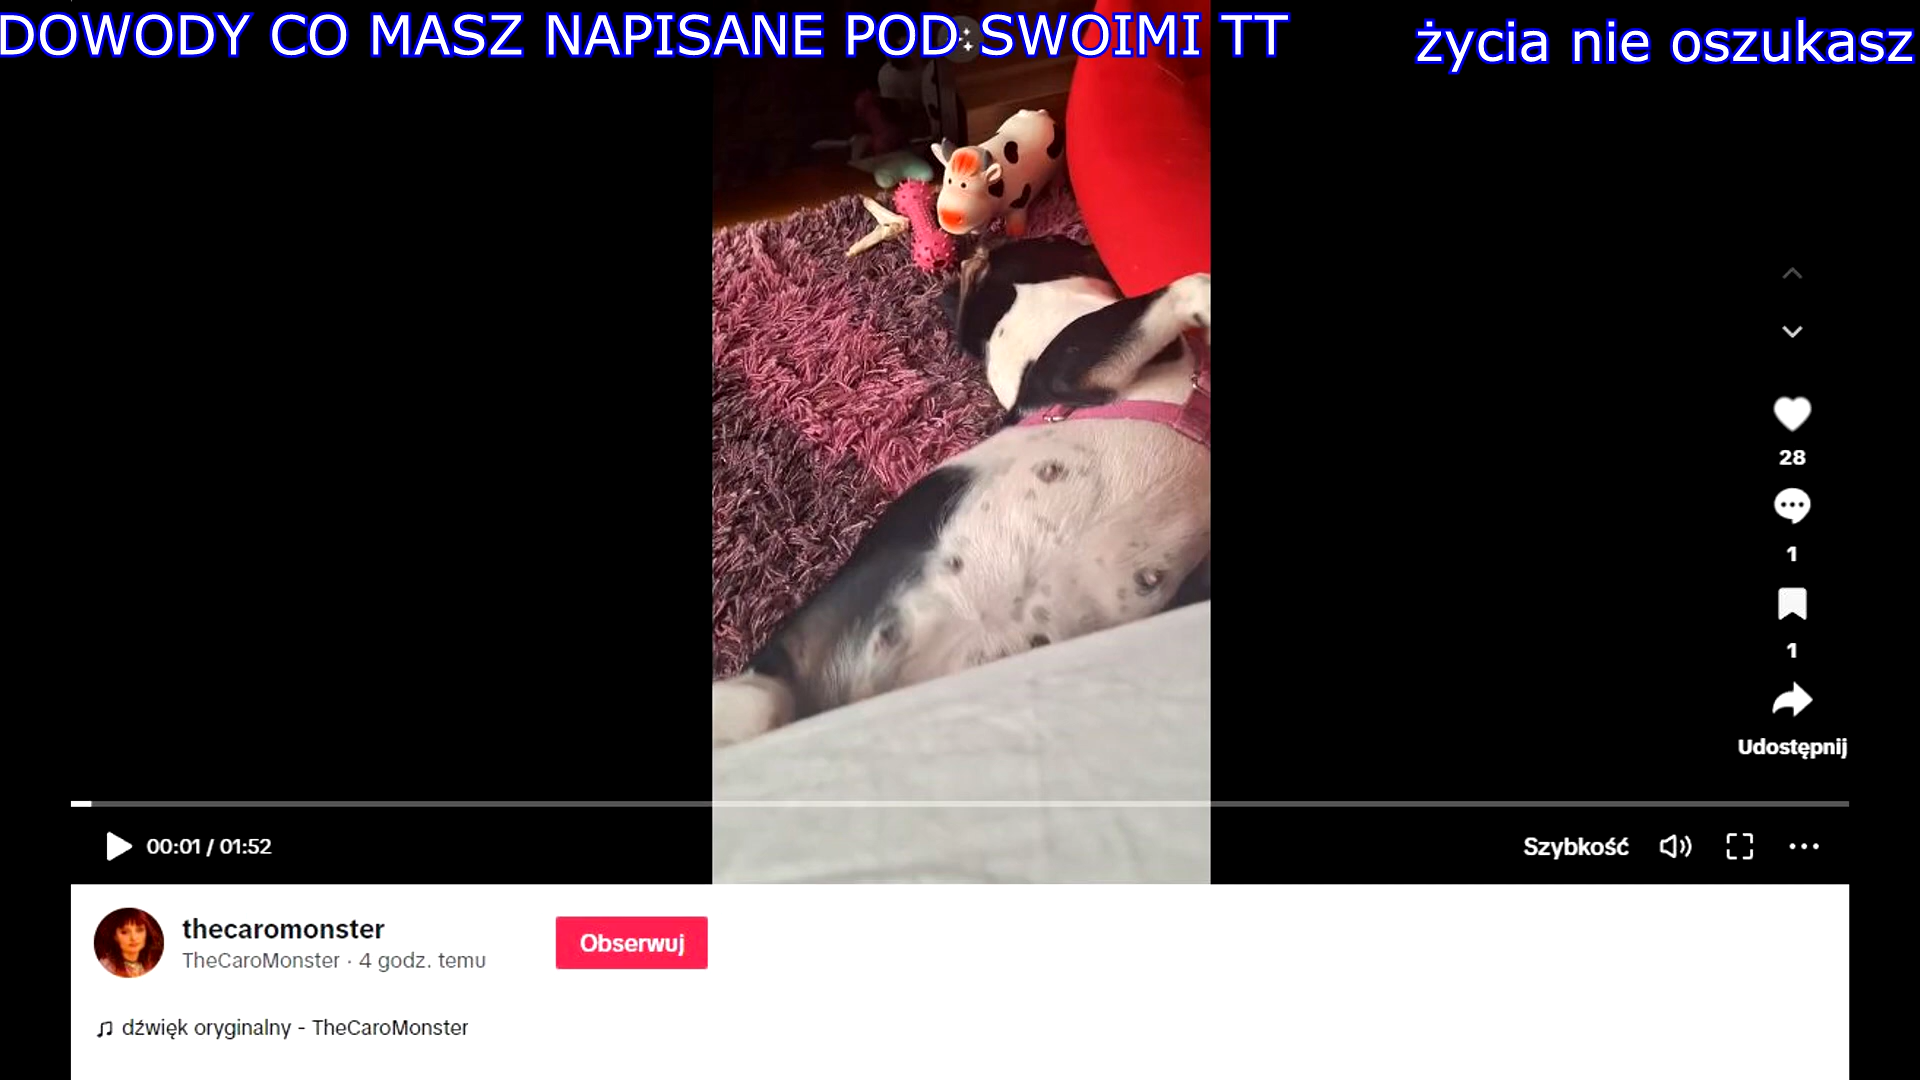 DOWODY CO MASZ NAPISANE POD SWOIMI TT
życia nie oszukasz
28
1
1
Udostępnij
00:01 / 01:52
Szybkość
thecaromonster
TheCaroMonster · 4 godz. temu
Obserwuj
dźwięk oryginalny - TheCaroMonster